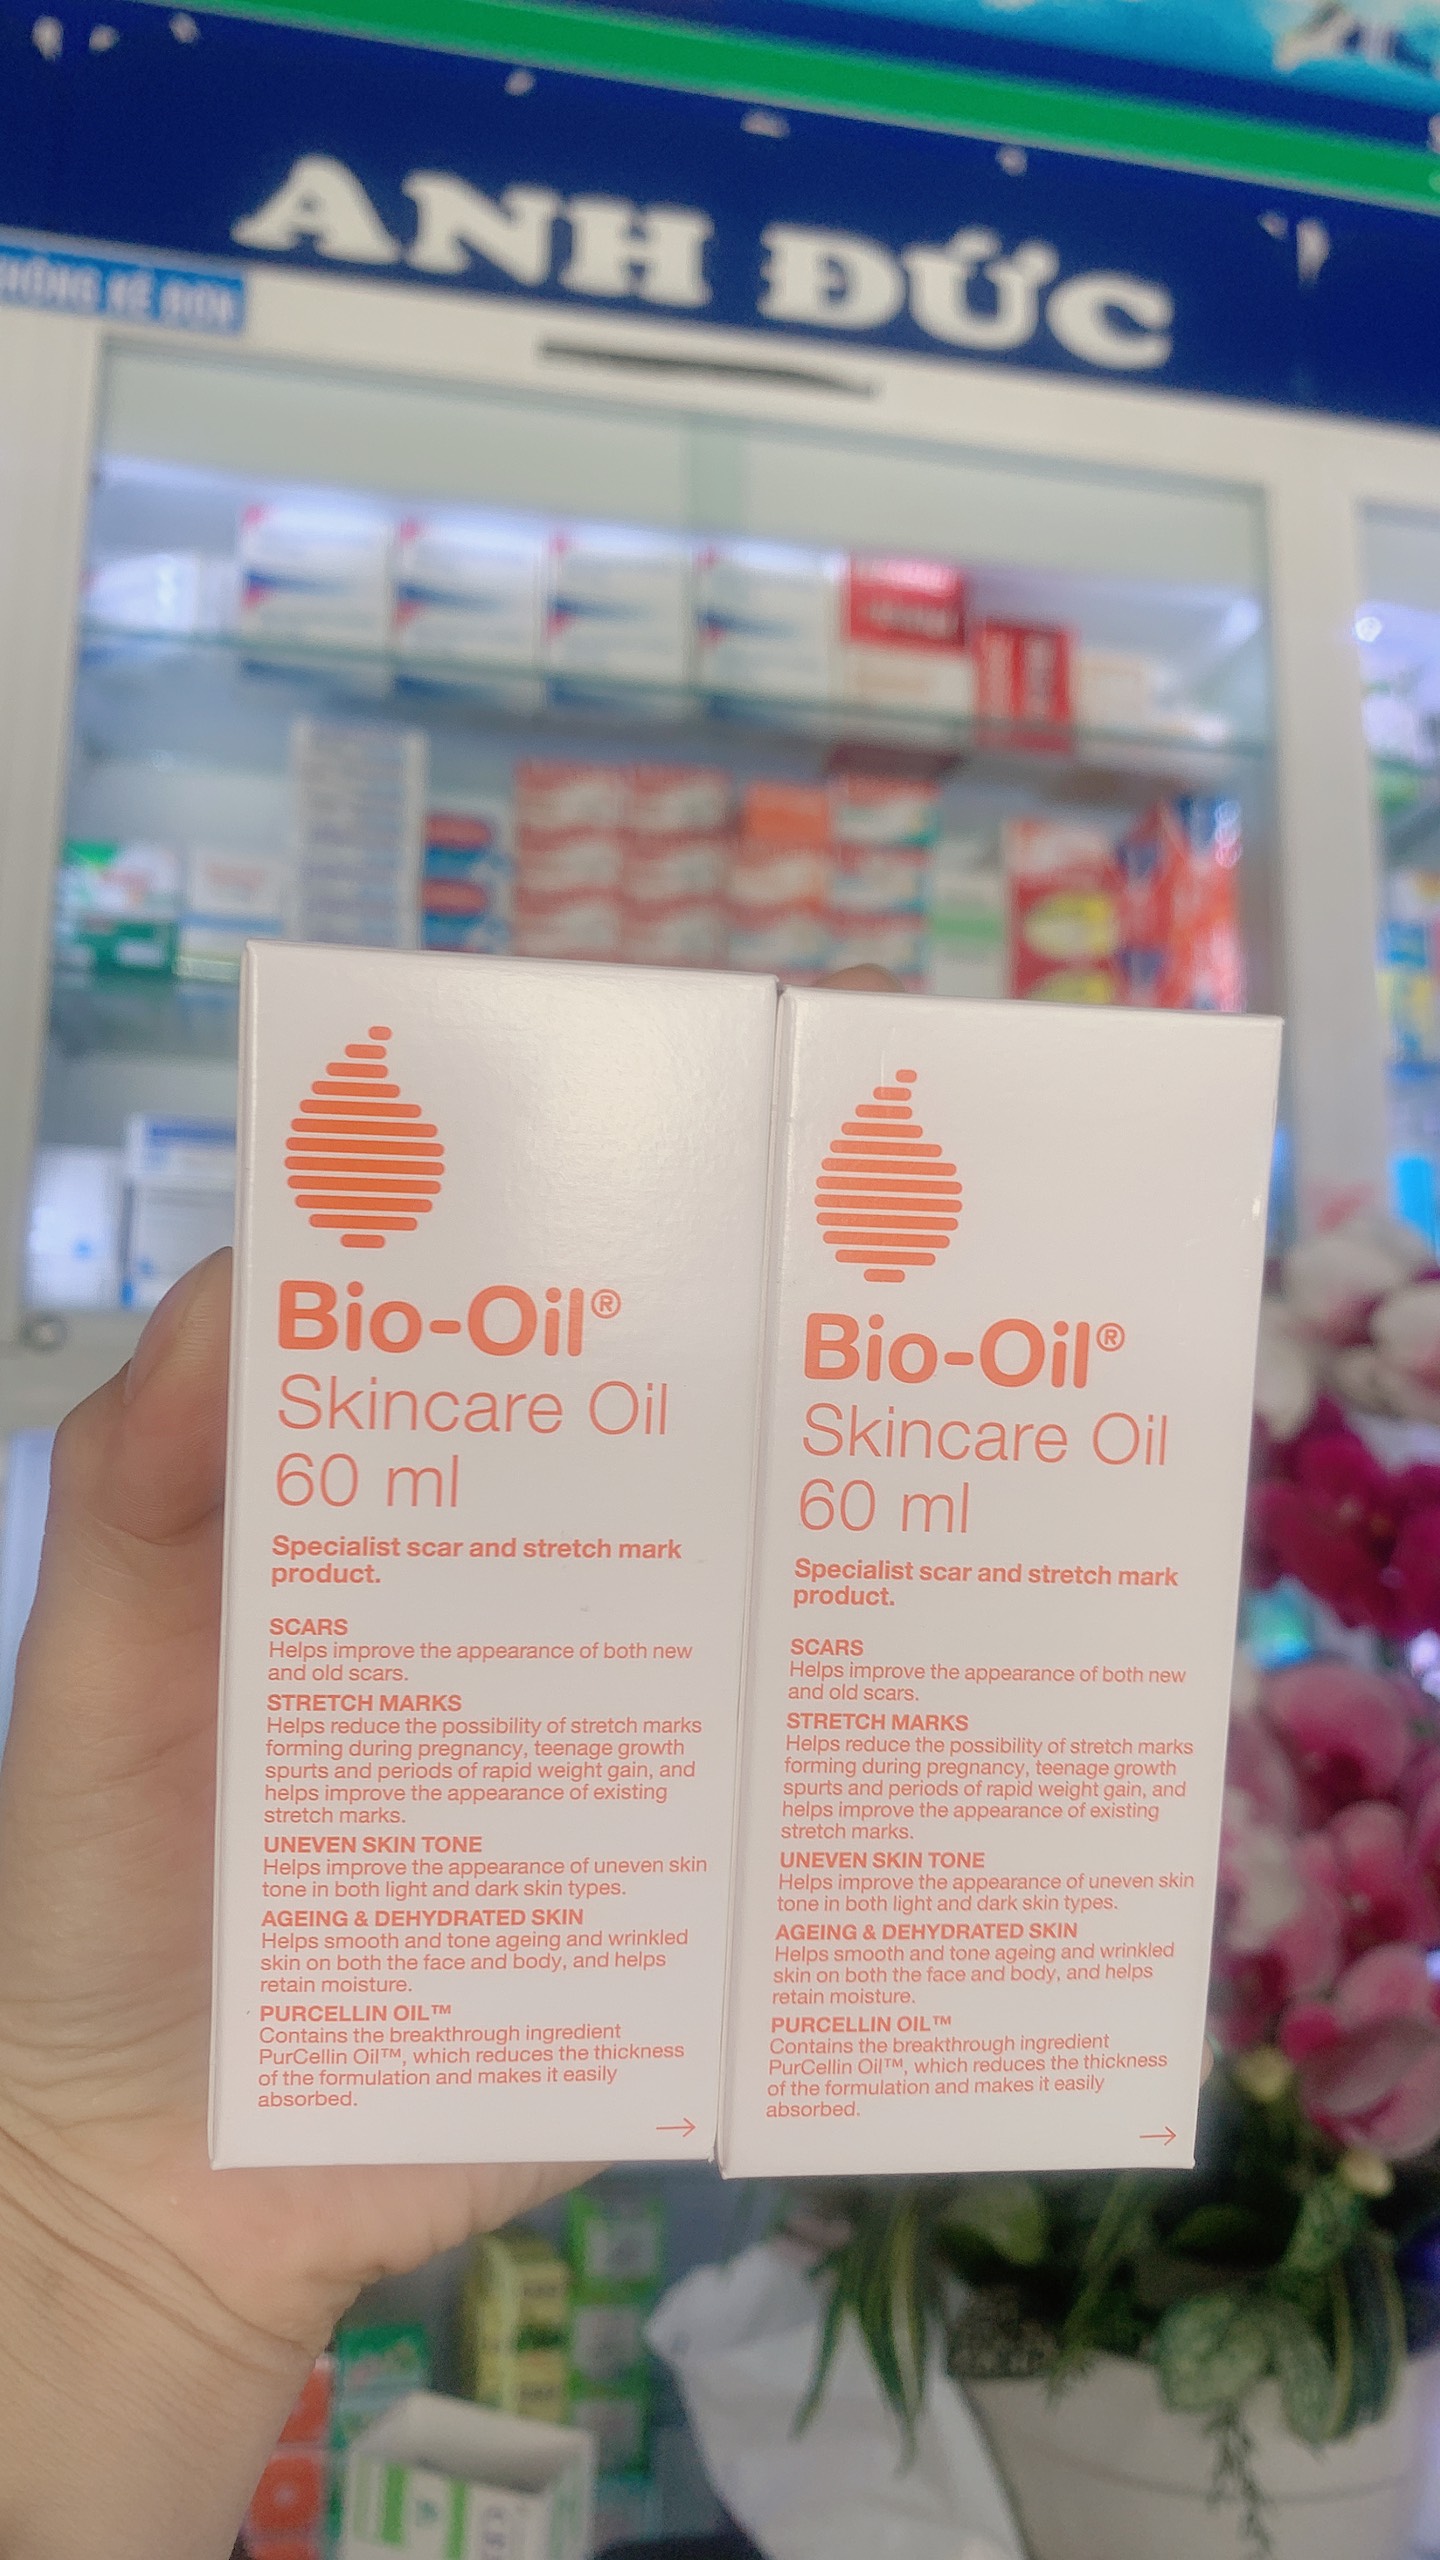 ANH ĐỨC
KHÔNG KÊ ĐƠN
Bio-Oil®
Skincare Oil
60 ml
Specialist scar and stretch mark
product.
SCARS
Helps improve the appearance of both new
and old scars.
STRETCH MARKS
Helps reduce the possibility of stretch marks
forming during pregnancy, teenage growth
spurts and periods of rapid weight gain, and
helps improve the appearance of existing
stretch marks.
UNEVEN SKIN TONE
Helps improve the appearance of uneven skin
tone in both light and dark skin types.
AGEING & DEHYDRATED SKIN
Helps smooth and tone ageing and wrinkled
skin on both the face and body, and helps
retain moisture.
PURCELLIN OIL™
Contains the breakthrough ingredient
PurCellin Oil™, which reduces the thickness
of the formulation and makes it easily
absorbed.
Bio-Oil®
Skincare Oil
60 ml
Specialist scar and stretch mark
product.
SCARS
Helps improve the appearance of both new
and old scars.
STRETCH MARKS
Helps reduce the possibility of stretch marks
forming during pregnancy, teenage growth
spurts and periods of rapid weight gain, and
helps improve the appearance of existing
stretch marks.
UNEVEN SKIN TONE
Helps improve the appearance of uneven skin
tone in both light and dark skin types.
AGEING & DEHYDRATED SKIN
Helps smooth and tone ageing and wrinkled
skin on both the face and body, and helps
retain moisture.
PURCELLIN OIL™
Contains the breakthrough ingredient
PurCellin Oil™, which reduces the thickness
of the formulation and makes it easily
absorbed.